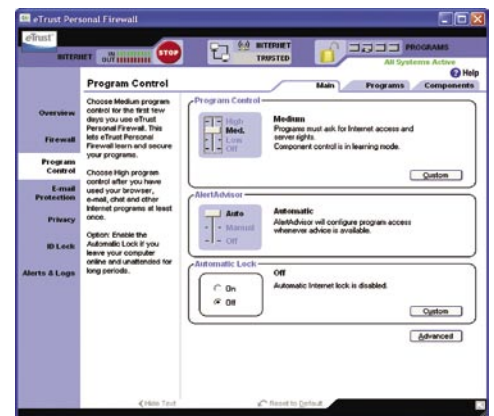 eTrust Personal Firewall
eTrust
INTERNET IN OUT STOP INTERNET TRUSTED PROGRAMS
All Systems Active
Help
Program Control
Main Programs Components
Overview
Firewall
Program Control
E-mail Protection
Privacy
ID Lock
Alerts & Logs
Choose Medium program
control for the first few
days you use eTrust
Personal Firewall. This
lets eTrust Personal
Firewall learn and secure
your programs.
Choose High program
control after you have
used your browser,
e-mail, chat and other
Internet programs at least
once.
Option: Enable the
Automatic Lock if you
leave your computer
online and unattended for
long periods.
Program Control
High
Med.
Low
Off
Medium
Programs must ask for Internet access and
server rights.
Component control is in learning mode.
Custom
AlertAdvisor
Auto
Manual
Off
Automatic
AlertAdvisor will configure program access
whenever advice is available.
Automatic Lock
On
Off
Off
Automatic Internet lock is disabled.
Custom
Advanced
Hide Text
Reset to Default